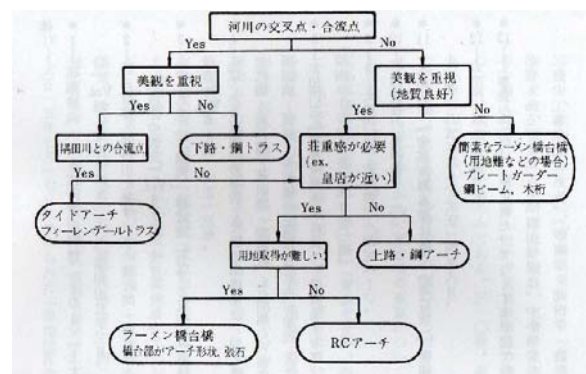 河川の交叉点・合流点
Yes
No
美観を重視
美観を重視
(地質良好)
Yes
No
Yes
No
隅田川との合流点
下路・鋼トラス
荘重感が必要
(ex.
皇居が近い)
簡素なラーメン橋台橋
(用地難などの場合)
プレートガーダー
鋼ビーム,木桁
Yes
No
タイドアーチ
フィーレンデールトラス
Yes
No
用地取得が難しい
上路・鋼アーチ
Yes
No
ラーメン橋台橋
橋台部がアーチ形状,張石
RCアーチ